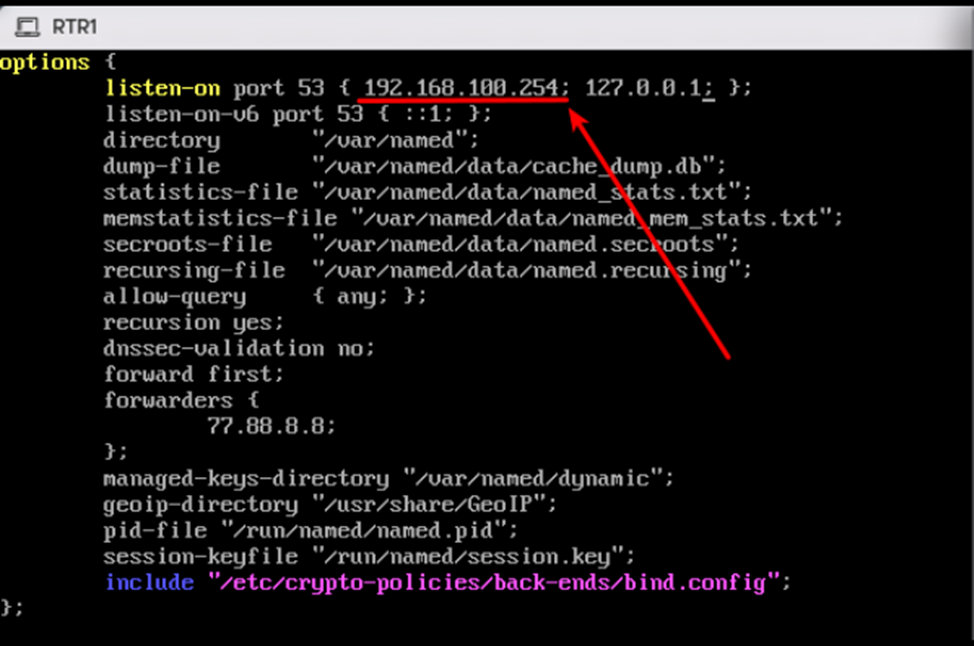 RTR1
options {
listen-on port 53 { 192.168.100.254; 127.0.0.1; };
listen-on-v6 port 53 { ::1; };
directory "/var/named";
dump-file "/var/named/data/cache_dump.db";
statistics-file "/var/named/data/named_stats.txt";
memstatistics-file "/var/named/data/named_mem_stats.txt";
secroots-file "/var/named/data/named.secroots";
recursing-file "/var/named/data/named.recursing";
allow-query { any; };
recursion yes;
dnssec-validation no;
forward first;
forwarders {
77.88.8.8;
};
managed-keys-directory "/var/named/dynamic";
geoip-directory "/usr/share/GeoIP";
pid-file "/run/named/named.pid";
session-keyfile "/run/named/session.key";
include "/etc/crypto-policies/back-ends/bind.config";
};